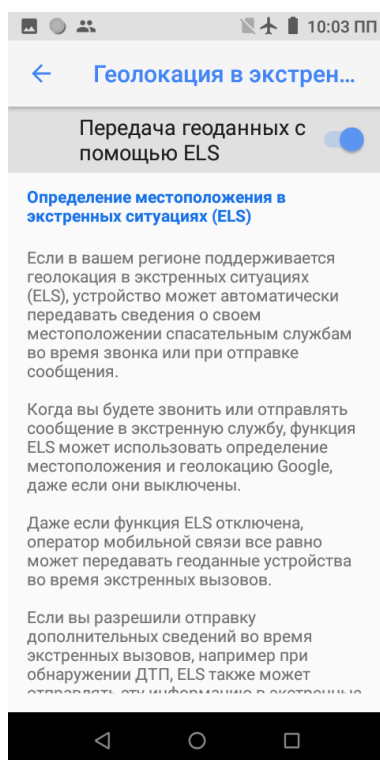 10:03 ПП
Геолокация в экстрен...
Передача геоданных с
помощью ELS
Определение местоположения в
экстренных ситуациях (ELS)
Если в вашем регионе поддерживается
геолокация в экстренных ситуациях
(ELS), устройство может автоматически
передавать сведения о своем
местоположении спасательным службам
во время звонка или при отправке
сообщения.
Когда вы будете звонить или отправлять
сообщение в экстренную службу, функция
ELS может использовать определение
местоположения и геолокацию Google,
даже если они выключены.
Даже если функция ELS отключена,
оператор мобильной связи все равно
может передавать геоданные устройства
во время экстренных вызовов.
Если вы разрешили отправку
дополнительных сведений во время
экстренных вызовов, например при
обнаружении ДТП, ELS также может
отправлять эту информацию в экстренные